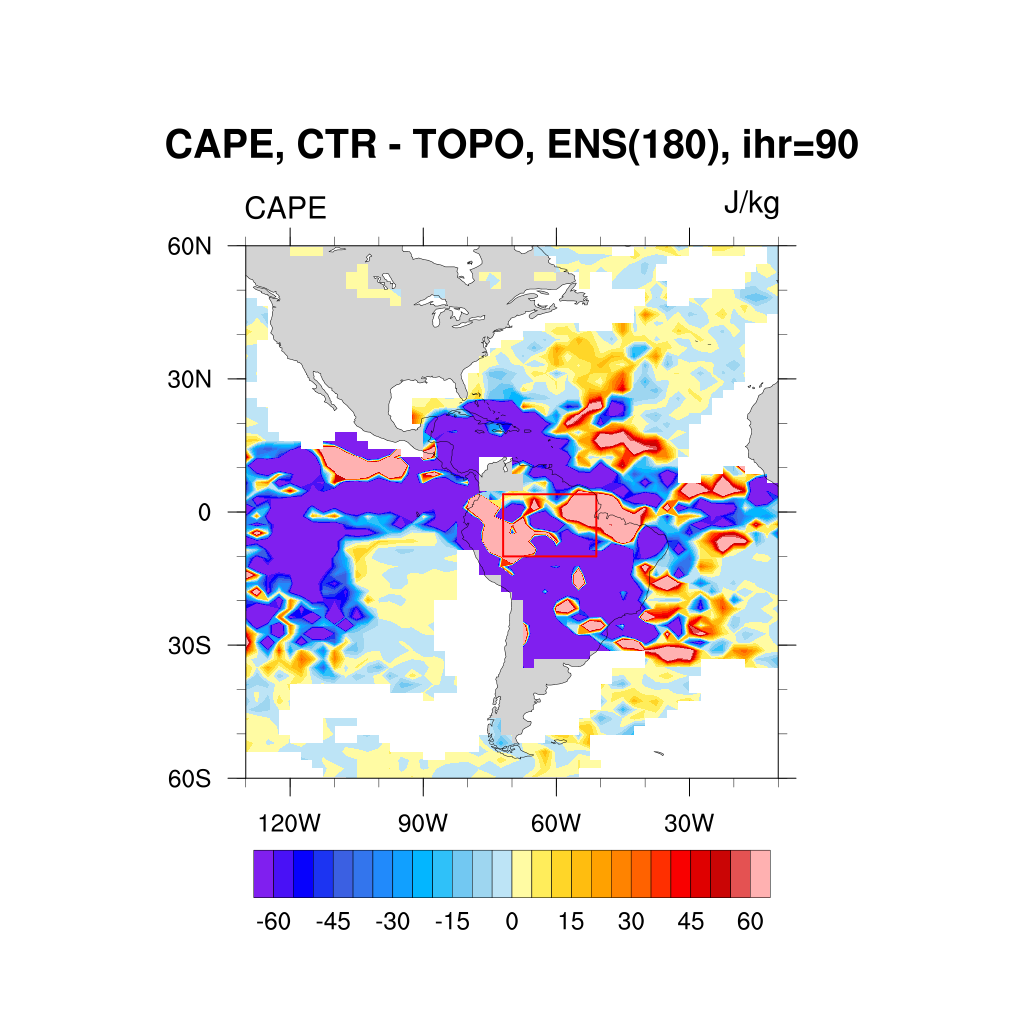 CAPE, CTR - TOPO, ENS(180), ihr=90
CAPE J/kg
60N
30N
0
30S
60S
120W 90W 60W 30W
-60 -45 -30 -15 0 15 30 45 60